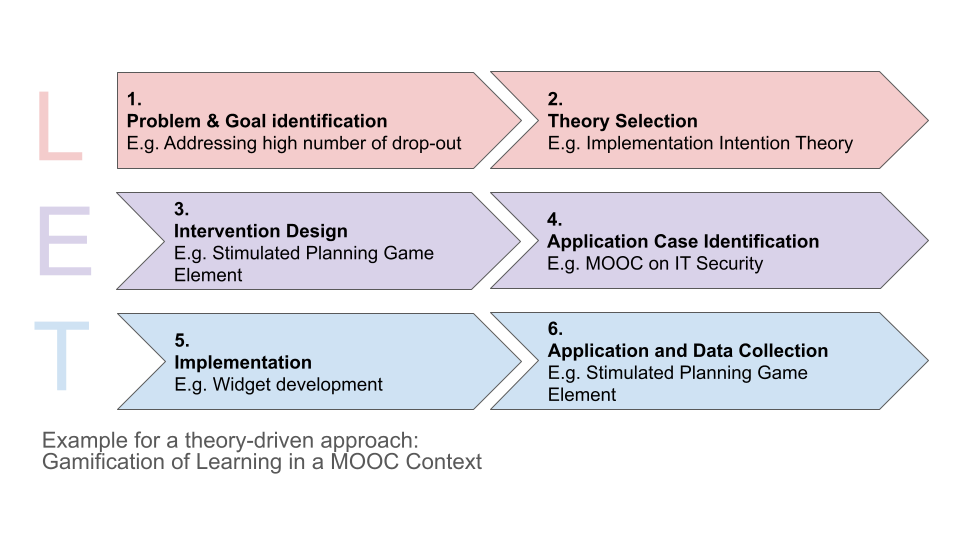 L
1.
Problem & Goal identification
E.g. Addressing high number of drop-out
2.
Theory Selection
E.g. Implementation Intention Theory
E
3.
Intervention Design
E.g. Stimulated Planning Game
Element
4.
Application Case Identification
E.g. MOOC on IT Security
T
5.
Implementation
E.g. Widget development
6.
Application and Data Collection
E.g. Stimulated Planning Game
Element
Example for a theory-driven approach:
Gamification of Learning in a MOOC Context